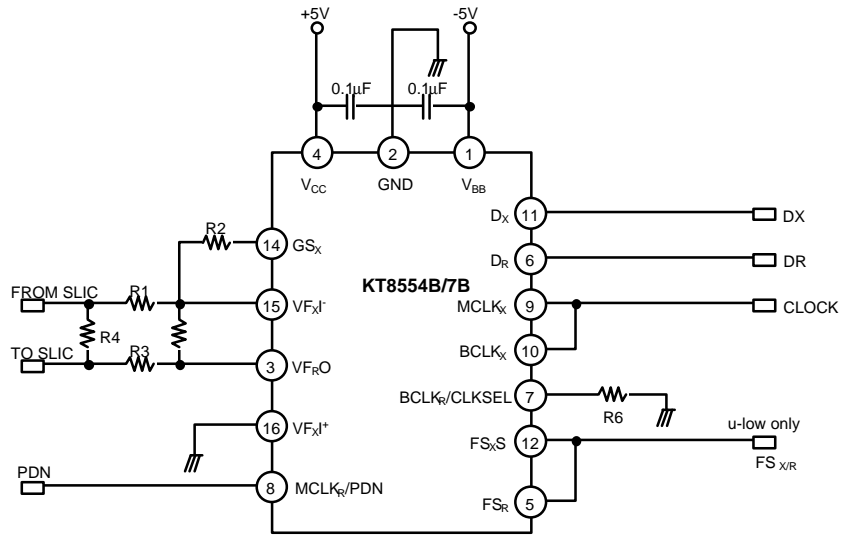 +5V
-5V
0.1µF
0.1µF
4
2
1
VCC
GND
VBB
R2
14
GSX
DX
11
DX
DR
6
DR
KT8554B/7B
FROM SLIC
R1
15
VFXI-
MCLKX
9
CLOCK
R4
BCLKX
10
TO SLIC
R3
3
VFRO
BCLKR/CLKSEL
7
R6
16
VFXI+
u-low only
FSXS
12
FS X/R
PDN
8
MCLKR/PDN
FSR
5